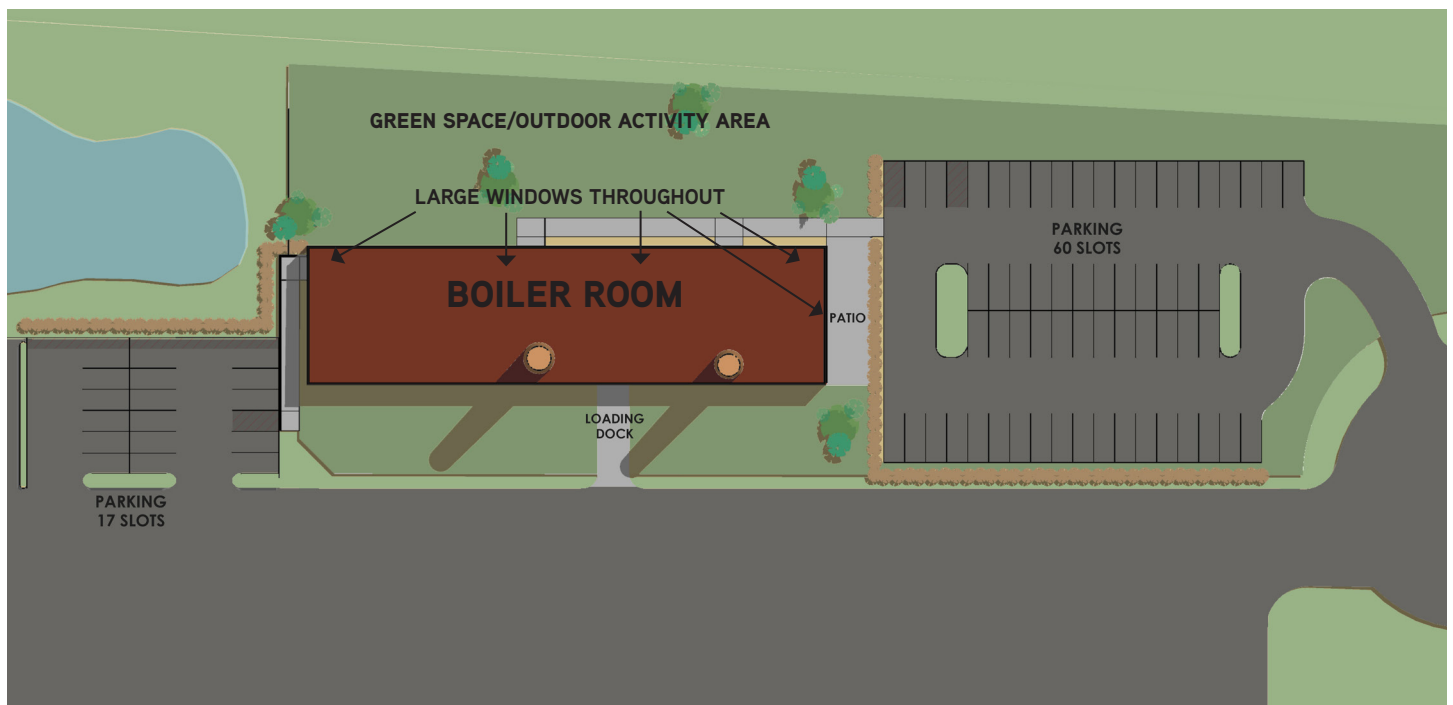 GREEN SPACE/OUTDOOR ACTIVITY AREA
LARGE WINDOWS THROUGHOUT
PARKING
60 SLOTS
BOILER ROOM
PATIO
LOADING
DOCK
PARKING
17 SLOTS